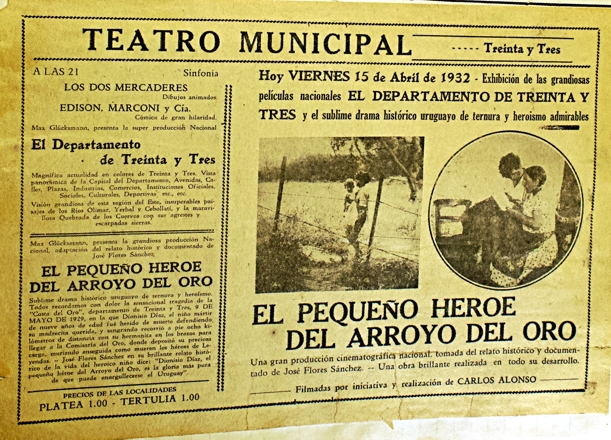 TEATRO MUNICIPAL
Treinta y Tres
A LAS 21 Sinfonia
LOS DOS MERCADERES
Dibujos animados
EDISON, MARCONI y Cía.
Cómica de gran hilaridad.
Max Glücksmann, presenta la super producción Nacional
El Departamento
de Treinta y Tres
Magnífica actualidad en colores de Treinta y Tres. Vista
panorámica de la Capital del Departamento, Avenidas, Ca-
lles, Plazas, Industrias, Comercios, Instituciones Oficiales,
Sociales, Culturales, Deportivas etc., etc.
Visión grandiosa de esta región del Este, insuperables pai-
sajes de los Ríos Olimar, Yerbal y Cebollatí, y la maravi-
llora Quebrada de los Cuervos con sus agrestes y
escarpadas sierras.
Max Glücksmann, presenta la grandiosa producción Na-
cional, adaptación del relato histórico y documentado de
José Flores Sánchez
EL PEQUEÑO HEROE
DEL ARROYO DEL ORO
Sublime drama histórico uruguayo de ternura y heroísmo.
Todos recordamos con dolor la sensacional tragedia de la
"Costa del Oro", departamento de Treinta y Tres, 9 DE
MAYO DE 1929, en la que Dionisio Díaz, el niño martir
de nueve años de edad fué herido de muerte defendiendo
su madrecita querida, y sangrando recorrió a pie ocho ki-
lómetros de distancia con su hermanita en los brazos para
llegar a la Comisaría del Oro, donde depositó su preciosa
carga, muriendo enseguida como mueren los héroes de Le-
yendas. -- José Flores Sánchez en su brillante relato histó-
rico de la vida del heroico niño dice: "Dionisio Díaz, el
pequeño héroe del Arroyo del Oro, es la gloria más pura
de que puede enorgullecerse el Uruguay"
PRECIOS DE LAS LOCALIDADES
PLATEA 1.00 - TERTULIA 1.00
Hoy VIERNES 15 de Abril de 1932 - Exhibición de las grandiosas
películas nacionales EL DEPARTAMENTO DE TREINTA Y
TRES y el sublime drama histórico uruguayo de ternura y heroismo admirables
EL PEQUEÑO HEROE
DEL ARROYO DEL ORO
Una gran producción cinematográfica nacional, tomada del relato histórico y documen-
tado de José Flores Sánchez. -- Una obra brillante realizada en todo su desarrollo.
Filmadas por iniciativa y realización de CARLOS ALONSO